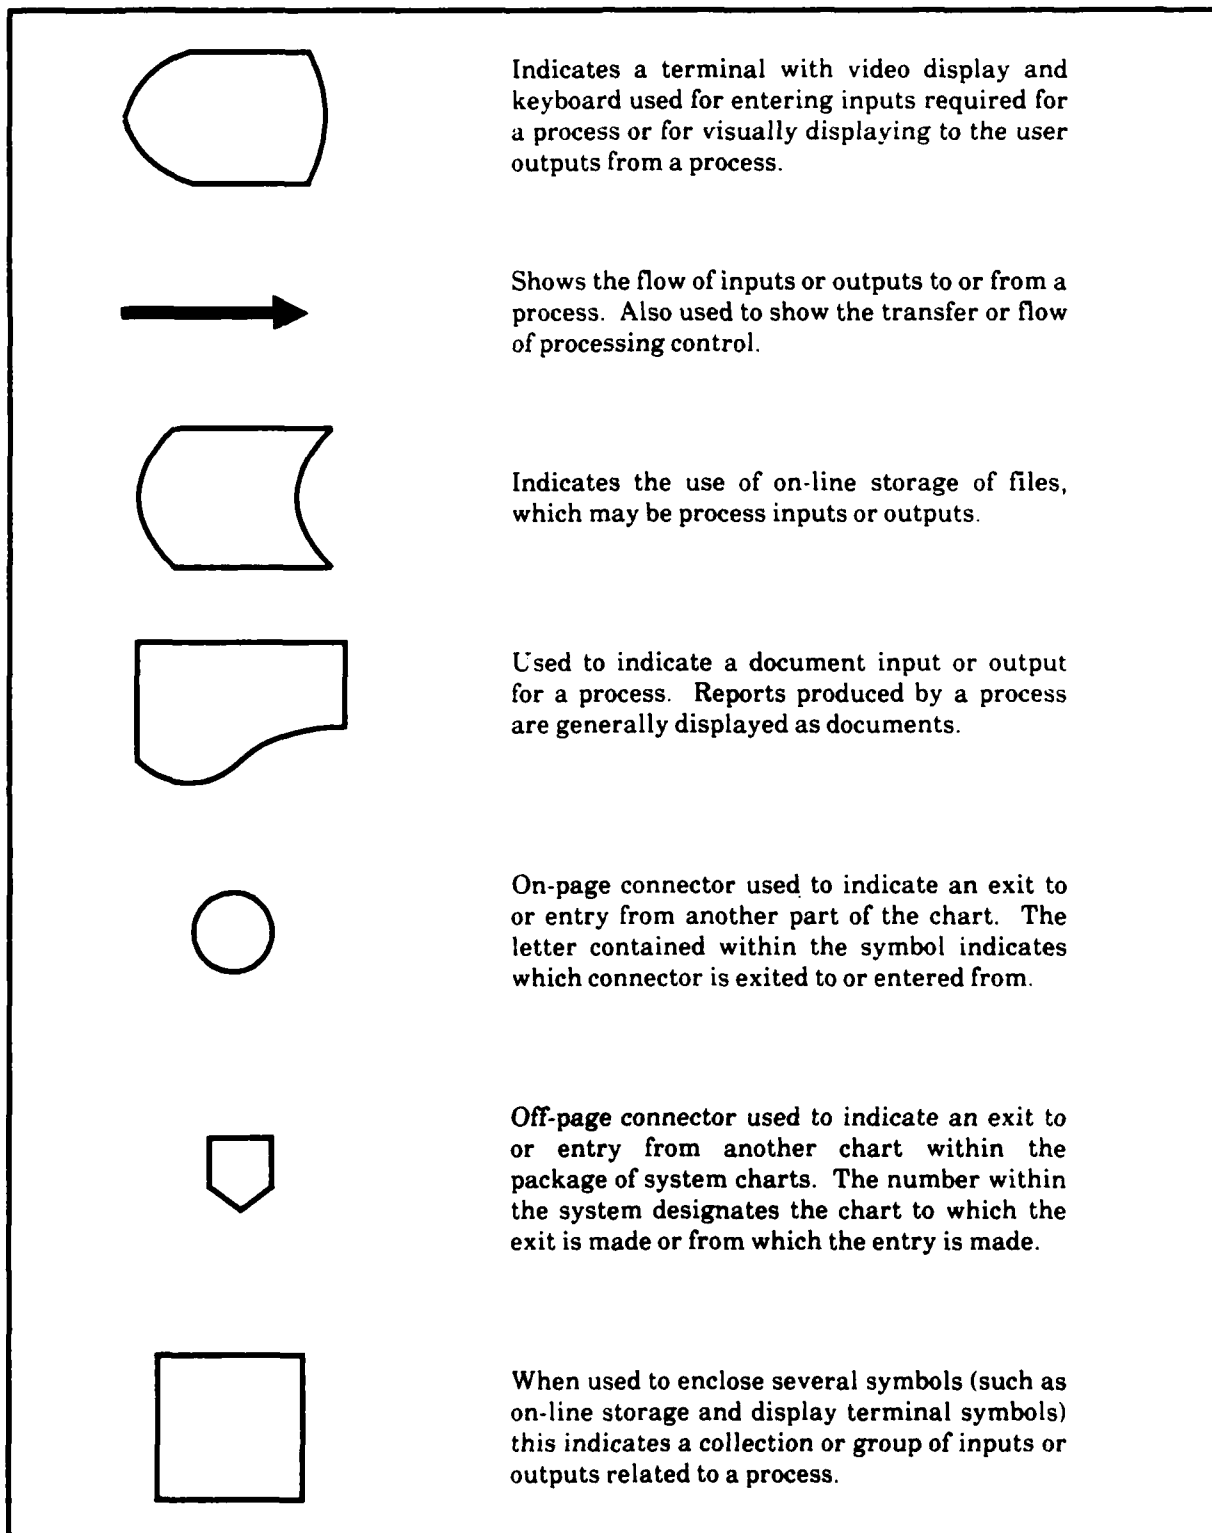 Indicates a terminal with video display and
keyboard used for entering inputs required for
a process or for visually displaying to the user
outputs from a process.
Shows the flow of inputs or outputs to or from a
process. Also used to show the transfer or flow
of processing control.
Indicates the use of on-line storage of files,
which may be process inputs or outputs.
Used to indicate a document input or output
for a process. Reports produced by a process
are generally displayed as documents.
On-page connector used to indicate an exit to
or entry from another part of the chart. The
letter contained within the symbol indicates
which connector is exited to or entered from.
Off-page connector used to indicate an exit to
or entry from another chart within the
package of system charts. The number within
the system designates the chart to which the
exit is made or from which the entry is made.
When used to enclose several symbols (such as
on-line storage and display terminal symbols)
this indicates a collection or group of inputs or
outputs related to a process.